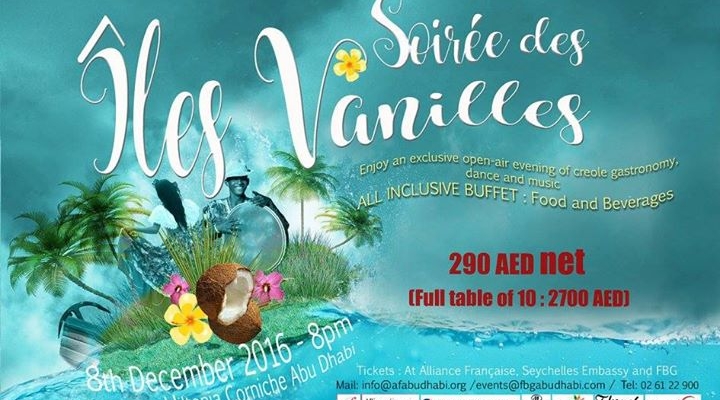 Soirée des
Îles Vanilles
Enjoy an exclusive open-air evening of creole gastronomy,
dance and music
ALL INCLUSIVE BUFFET : Food and Beverages
290 AED net
(Full table of 10 : 2700 AED)
8th December 2016 - 8pm
Corniche Abu Dhabi
Tickets : At Alliance Française, Seychelles Embassy and FBG
Mail: info@afabudhabi.org /events@fbgabudhabi.com / Tel: 02 61 22 900